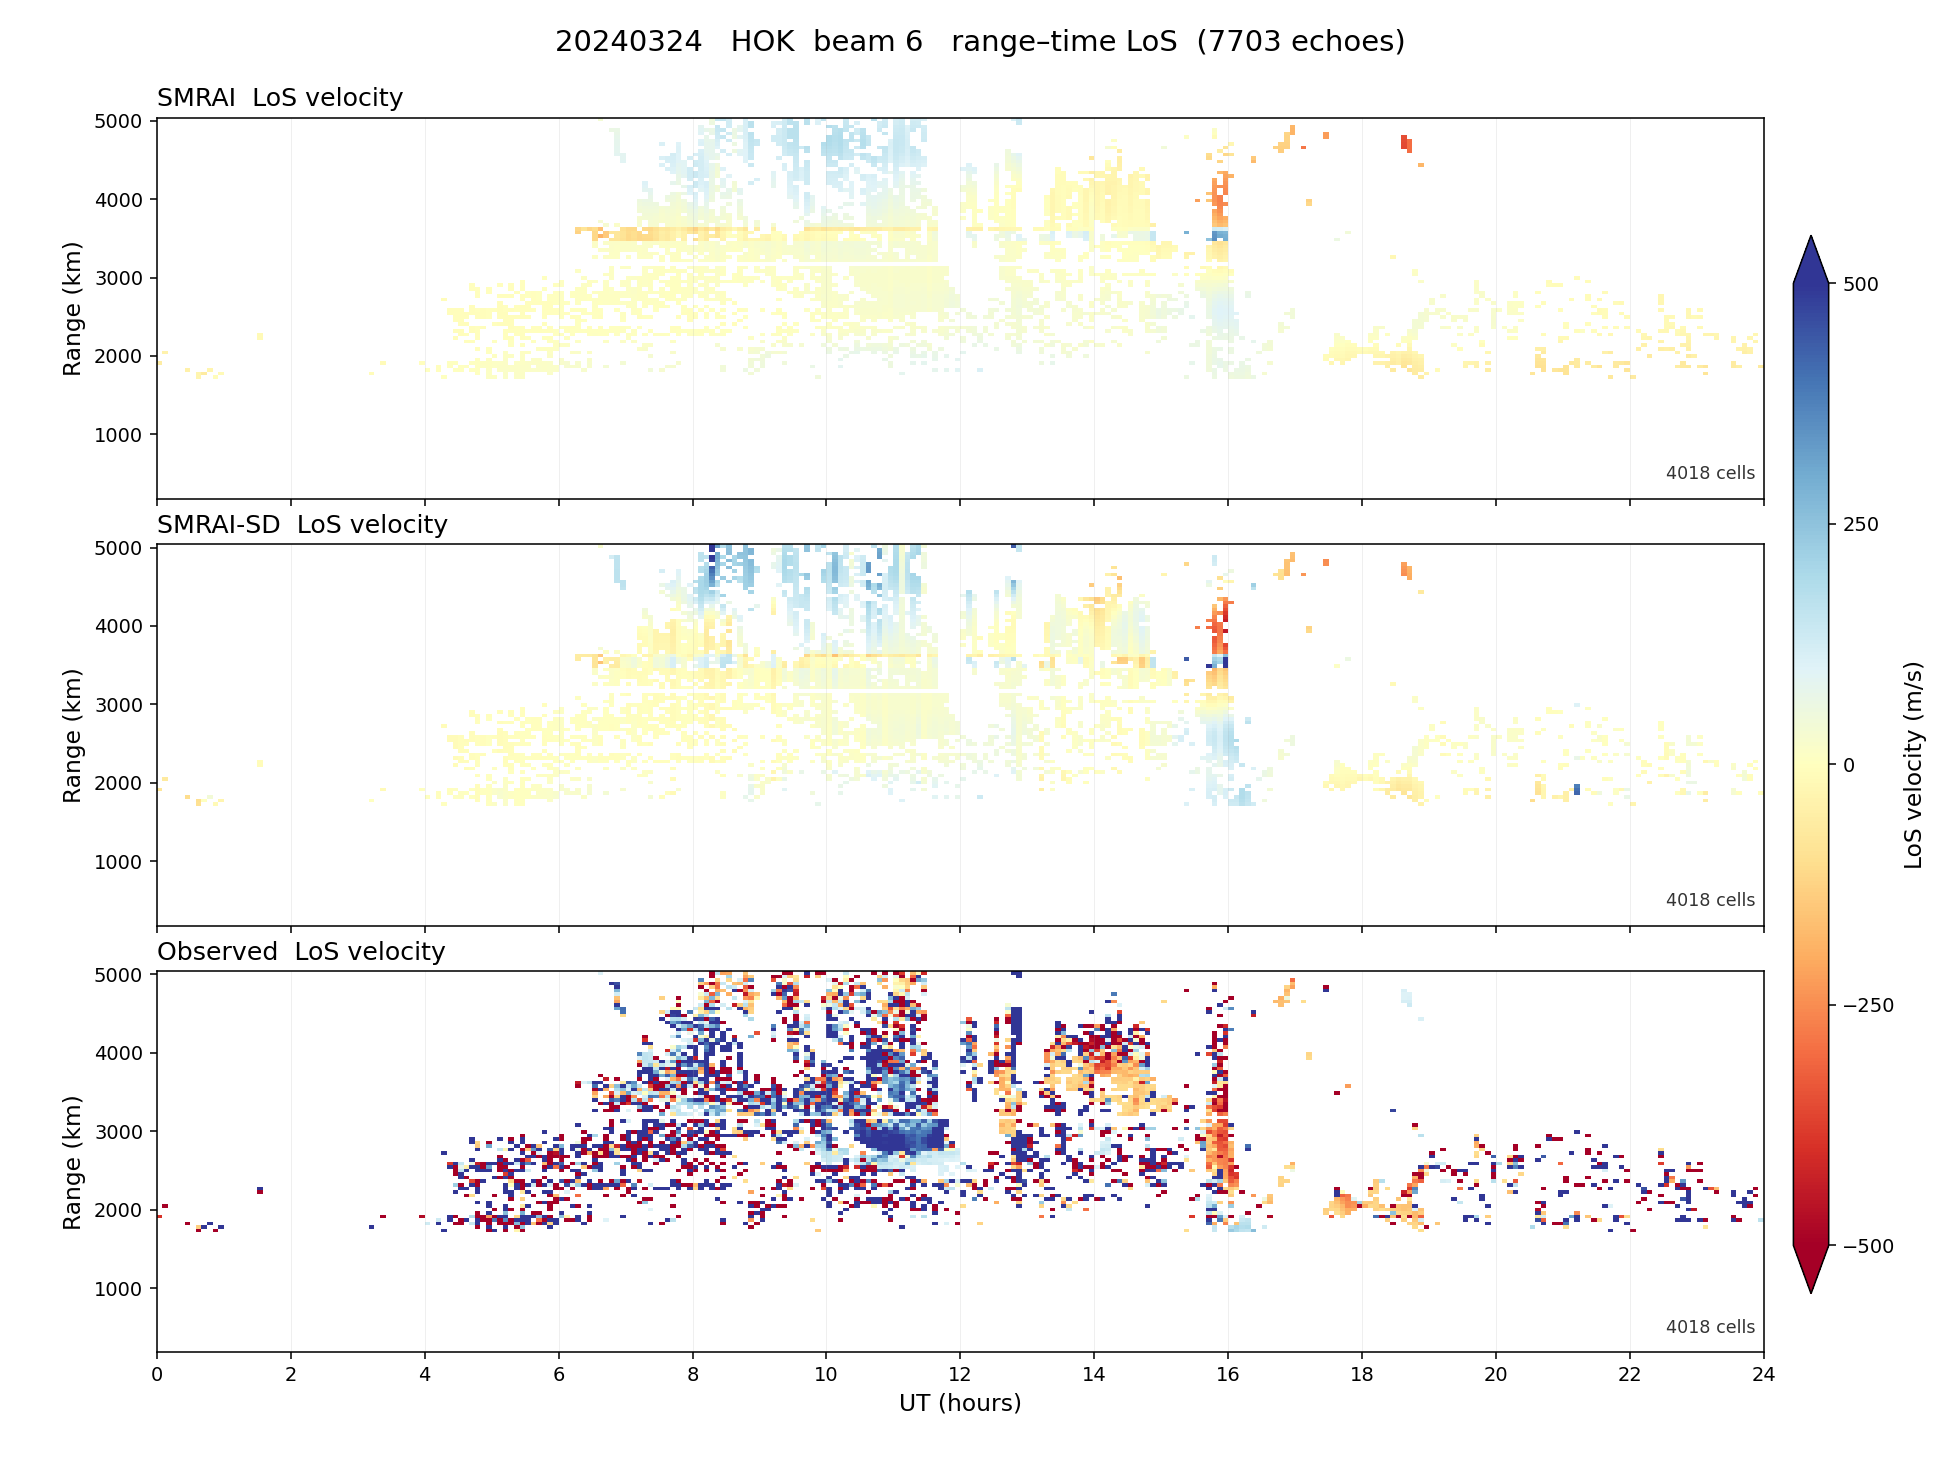 20240324   HOK  beam 6   range–time LoS  (7703 echoes)
SMRAI  LoS velocity
5000
4000
3000
2000
1000
Range (km)
4018 cells
SMRAI-SD  LoS velocity
5000
4000
3000
2000
1000
Range (km)
4018 cells
Observed  LoS velocity
5000
4000
3000
2000
1000
Range (km)
4018 cells
0 2 4 6 8 10 12 14 16 18 20 22 24
UT (hours)
500
250
0
−250
−500
LoS velocity (m/s)